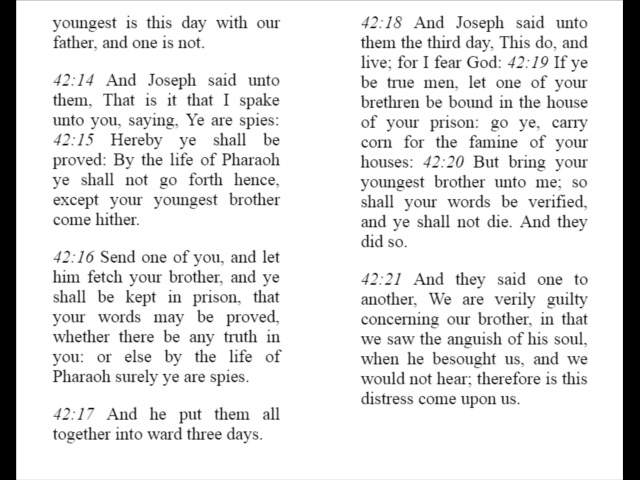 youngest is this day with our
father, and one is not.
42:14 And Joseph said unto
them, That is it that I spake
unto you, saying, Ye are spies:
42:15 Hereby ye shall be
proved: By the life of Pharaoh
ye shall not go forth hence,
except your youngest brother
come hither.
42:16 Send one of you, and let
him fetch your brother, and ye
shall be kept in prison, that
your words may be proved,
whether there be any truth in
you: or else by the life of
Pharaoh surely ye are spies.
42:17 And he put them all
together into ward three days.
42:18 And Joseph said unto
them the third day, This do, and
live; for I fear God: 42:19 If ye
be true men, let one of your
brethren be bound in the house
of your prison: go ye, carry
corn for the famine of your
houses: 42:20 But bring your
youngest brother unto me; so
shall your words be verified,
and ye shall not die. And they
did so.
42:21 And they said one to
another, We are verily guilty
concerning our brother, in that
we saw the anguish of his soul,
when he besought us, and we
would not hear; therefore is this
distress come upon us.